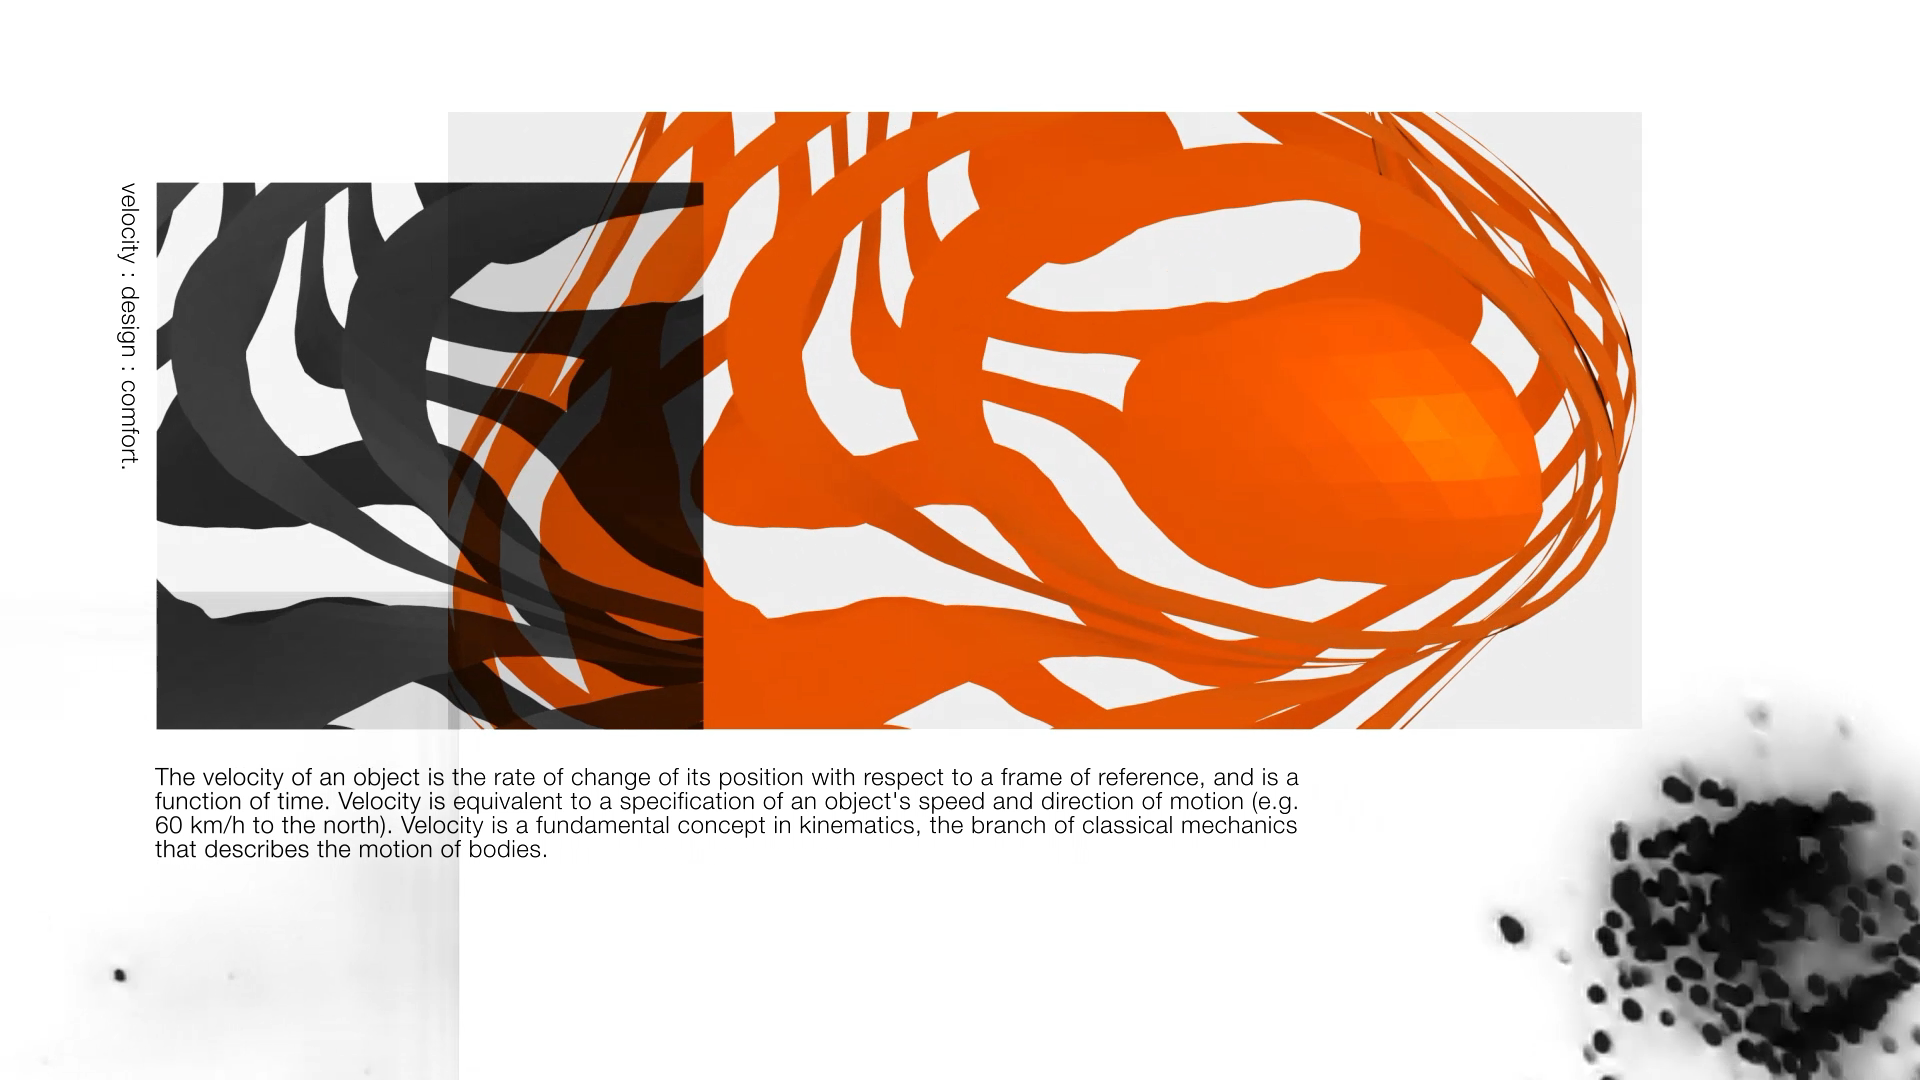 velocity : design : comfort.
The velocity of an object is the rate of change of its position with respect to a frame of reference, and is a
function of time. Velocity is equivalent to a specification of an object's speed and direction of motion (e.g.
60 km/h to the north). Velocity is a fundamental concept in kinematics, the branch of classical mechanics
that describes the motion of bodies.